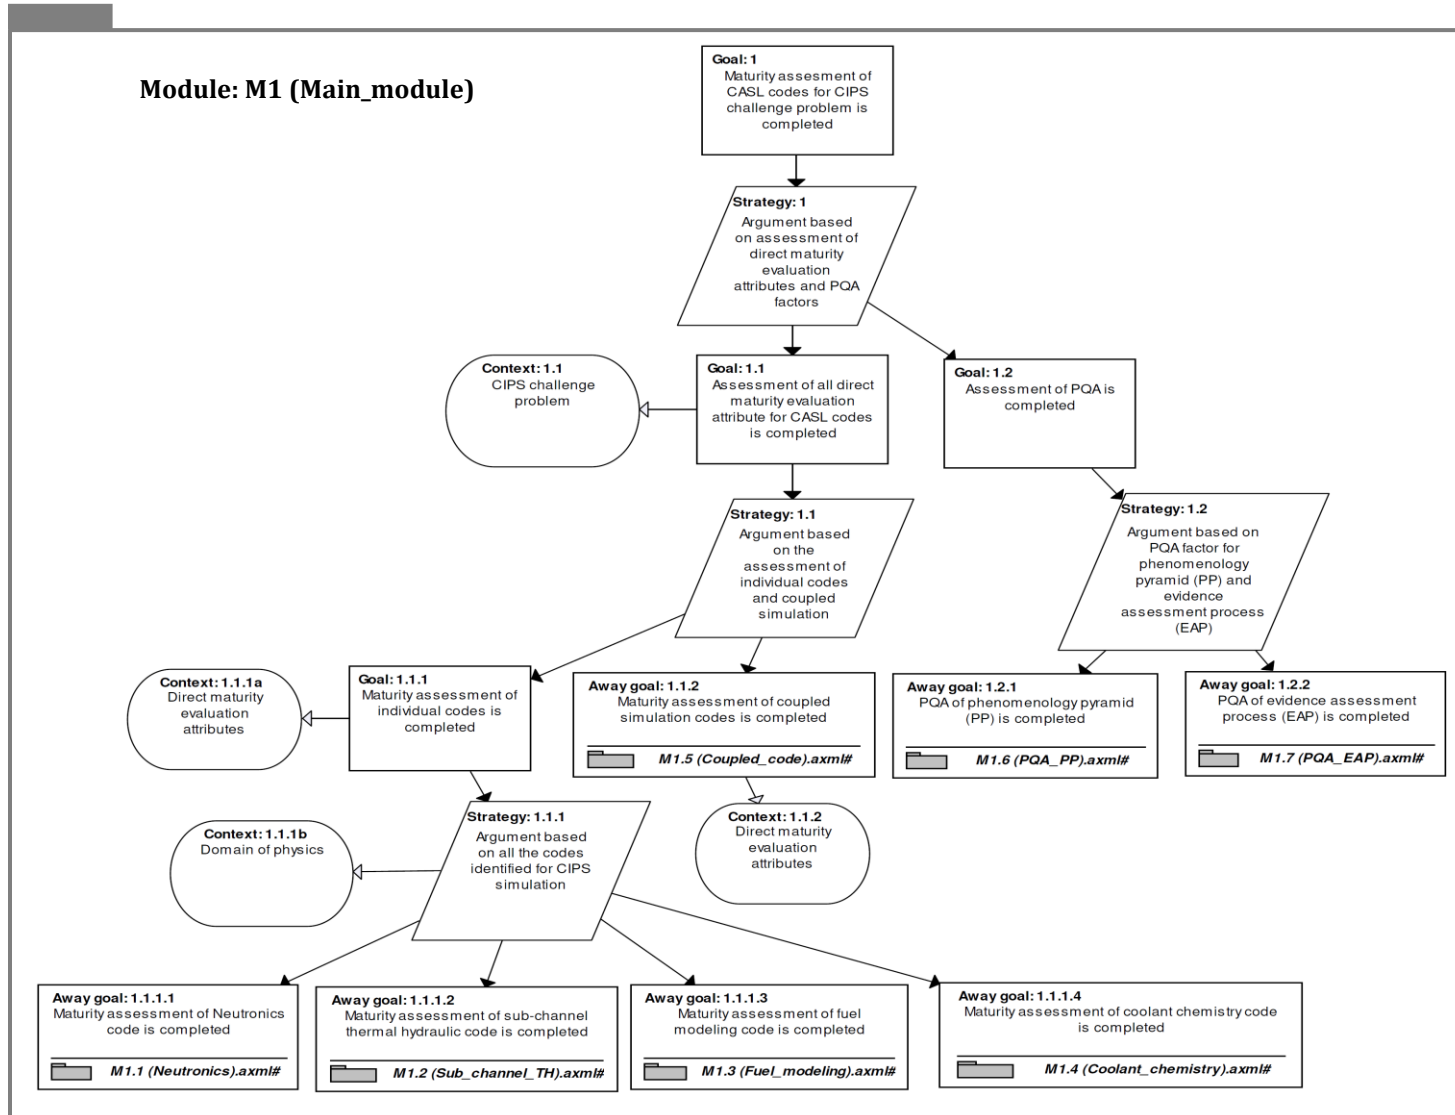 Module: M1 (Main_module)
Goal: 1
Maturity assesment of
CASL codes for CIPS
challenge problem is
completed
Strategy: 1
Argument based
on assessment of
direct maturity
evaluation
attributes and PQA
factors
Context: 1.1
CIPS challenge
problem
Goal: 1.1
Assessment of all direct
maturity evaluation
attribute for CASL codes
is completed
Goal: 1.2
Assessment of PQA is
completed
Strategy: 1.1
Argument based
on the
assessment of
individual codes
and coupled
simulation
Strategy: 1.2
Argument based on
PQA factor for
phenomenology
pyramid (PP) and
evidence
assessment process
(EAP)
Context: 1.1.1a
Direct maturity
evaluation
attributes
Goal: 1.1.1
Maturity assessment of
individual codes is
completed
Away goal: 1.1.2
Maturity assessment of coupled
simulation codes is completed
M1.5 (Coupled_code).axml#
Away goal: 1.2.1
PQA of phenomenology pyramid
(PP) is completed
M1.6 (PQA_PP).axml#
Away goal: 1.2.2
PQA of evidence assessment
process (EAP) is completed
M1.7 (PQA_EAP).axml#
Context: 1.1.1b
Domain of physics
Strategy: 1.1.1
Argument based
on all the codes
identified for CIPS
simulation
Context: 1.1.2
Direct maturity
evaluation
attributes
Away goal: 1.1.1.1
Maturity assessment of Neutronics
code is completed
M1.1 (Neutronics).axml#
Away goal: 1.1.1.2
Maturity assessment of sub-channel
thermal hydraulic code is completed
M1.2 (Sub_channel_TH).axml#
Away goal: 1.1.1.3
Maturity assessment of fuel
modeling code is completed
M1.3 (Fuel_modeling).axml#
Away goal: 1.1.1.4
Maturity assessment of coolant chemistry code
is completed
M1.4 (Coolant_chemistry).axml#